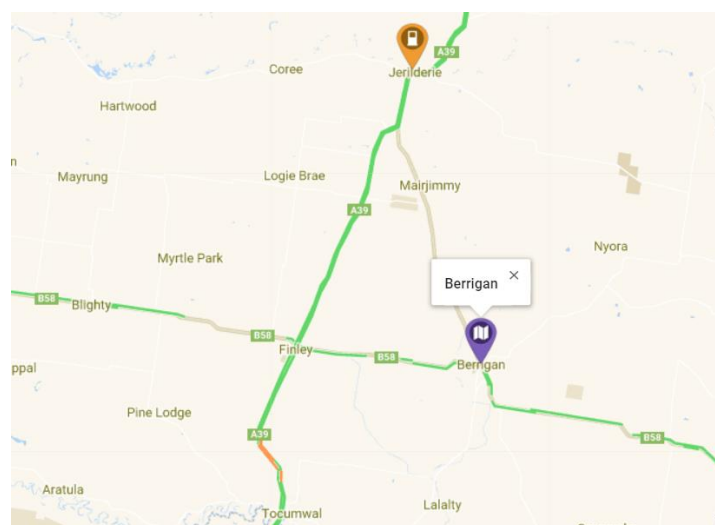 A39
Coree
Jerilderie
Hartwood
n
Mayrung
Logie Brae
Mairjimmy
A39
Nyora
Myrtle Park
Berrigan
B58
Blighty
B58
Finley
B58
Berrigan
ppal
Pine Lodge
A39
B58
Aratula
Tocumwal
Lalalty